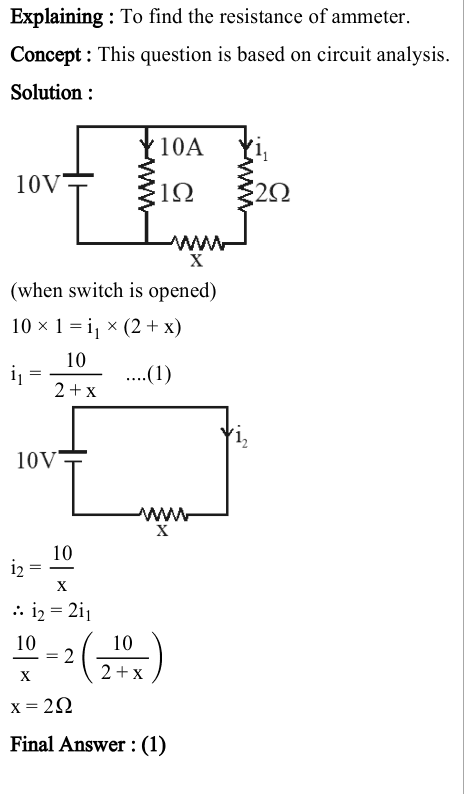 Explaining : To find the resistance of ammeter.
Concept : This question is based on circuit analysis.
Solution :
10A
i₁
10V
1Ω
2Ω
x
(when switch is opened)
10 × 1 = i₁ × (2 + x)
i₁ = 10 / (2 + x) ....(1)
i₂
10V
x
i₂ = 10 / x
∴ i₂ = 2i₁
10 / x = 2 (10 / (2 + x))
x = 2Ω
Final Answer : (1)